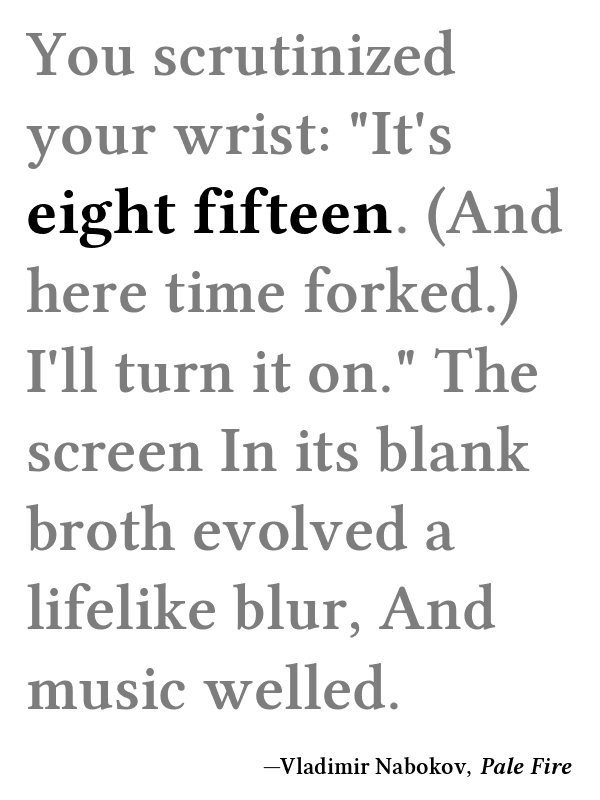 You scrutinized
your wrist: "It's
eight fifteen. (And
here time forked.)
I'll turn it on." The
screen In its blank
broth evolved a
lifelike blur, And
music welled.
—Vladimir Nabokov, Pale Fire